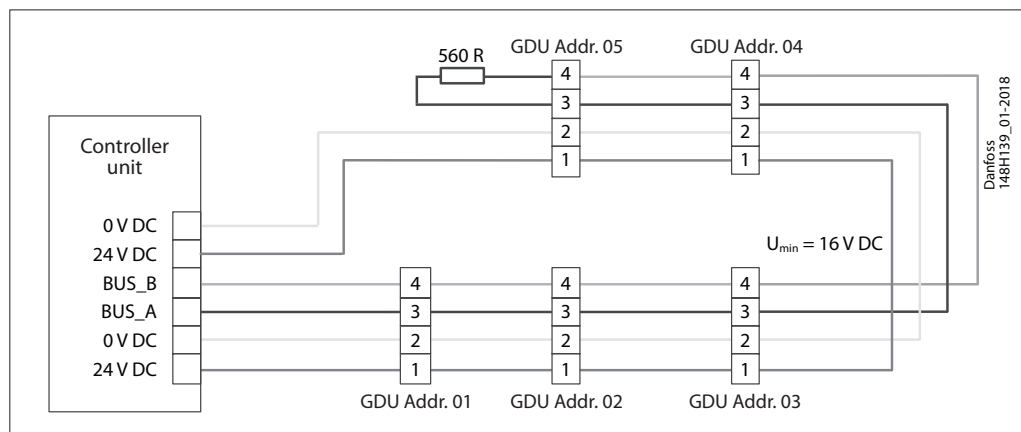 GDU Addr. 05
GDU Addr. 04
560 R
4
3
2
1
4
3
2
1
Danfoss
148H139_01-2018
Controller
unit
0 V DC
24 V DC
BUS_B
BUS_A
0 V DC
24 V DC
Umin = 16 V DC
4
3
2
1
4
3
2
1
4
3
2
1
GDU Addr. 01
GDU Addr. 02
GDU Addr. 03